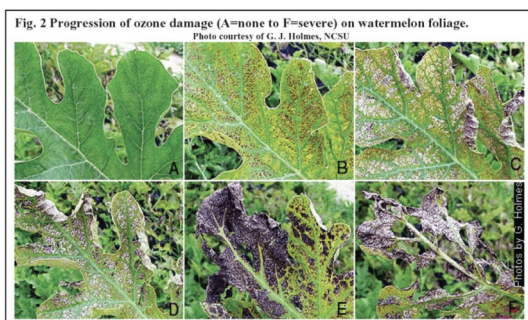 Fig. 2 Progression of ozone damage (A=none to F=severe) on watermelon foliage.
Photo courtesy of G. J. Holmes, NCSU
A
B
C
D
E
F
Photos by G. Holmes